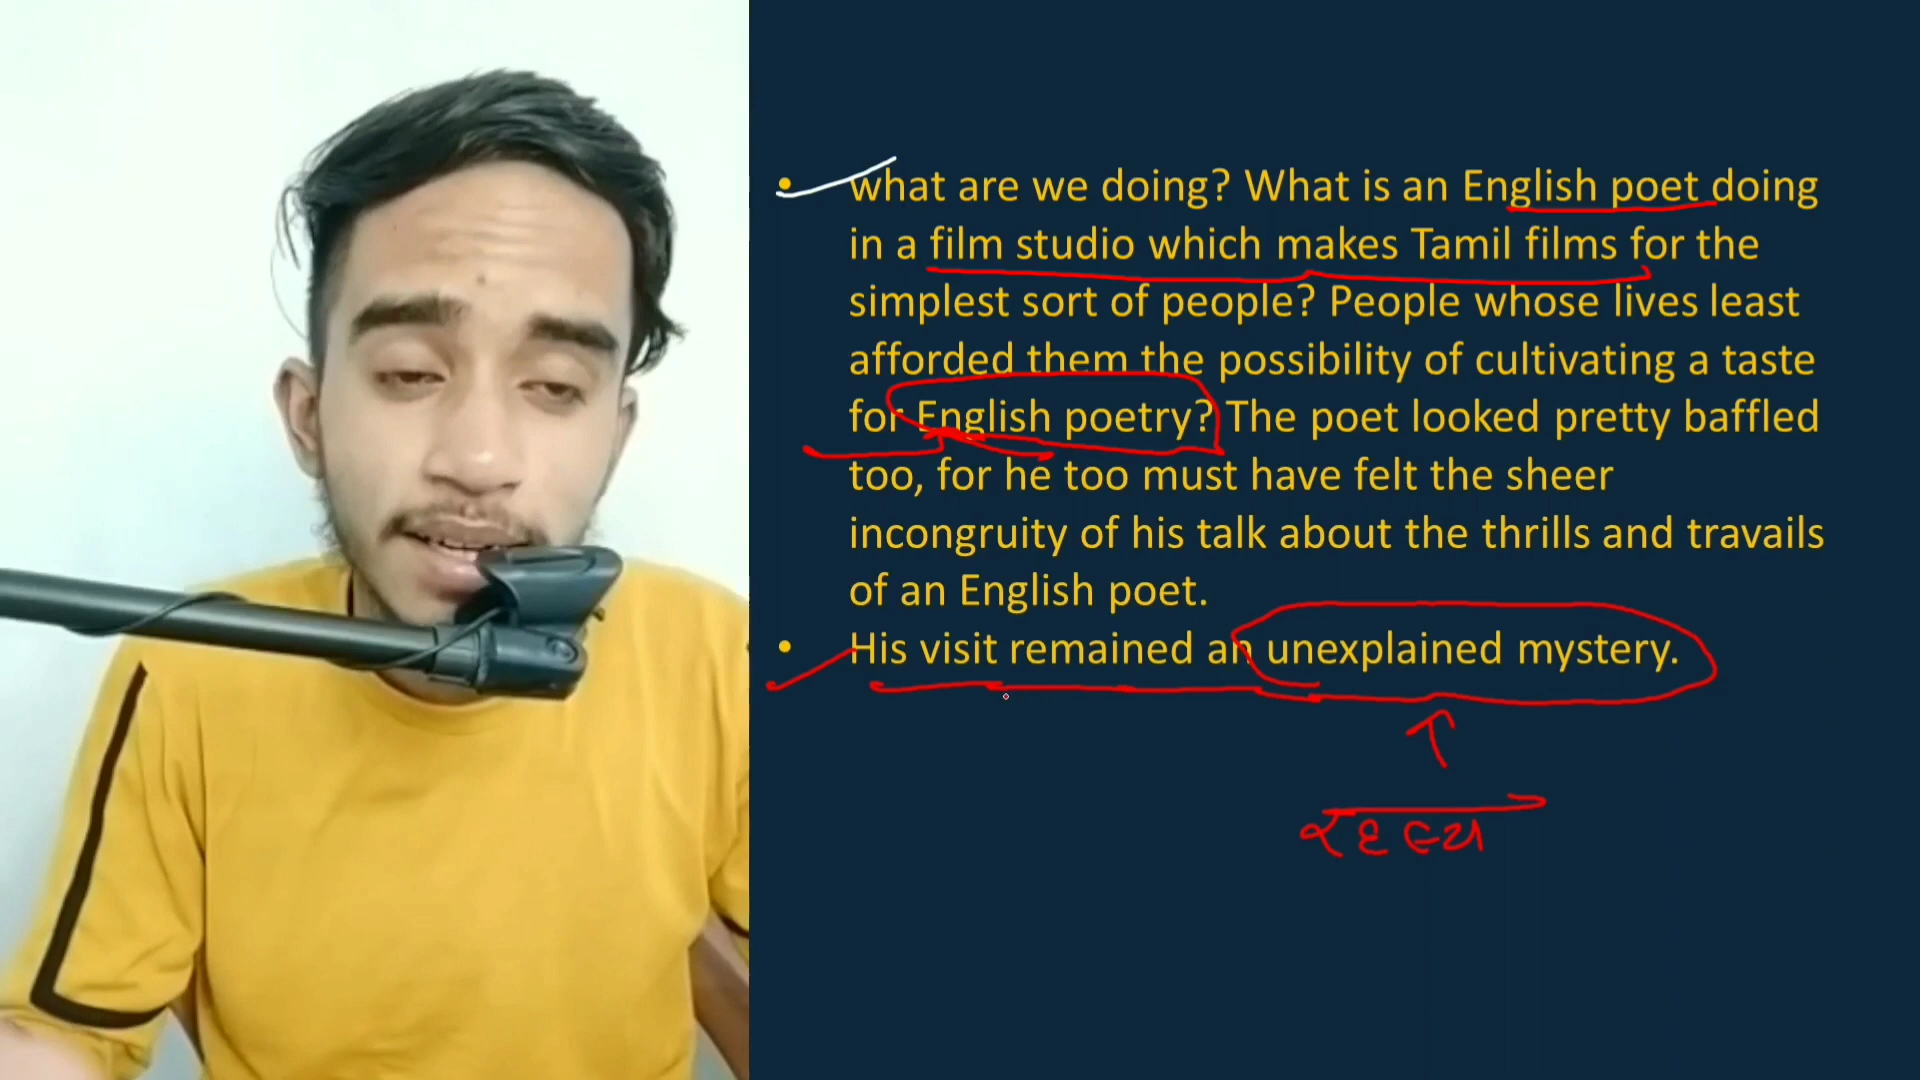 • what are we doing? What is an English poet doing
in a film studio which makes Tamil films for the
simplest sort of people? People whose lives least
afforded them the possibility of cultivating a taste
for English poetry? The poet looked pretty baffled
too, for he too must have felt the sheer
incongruity of his talk about the thrills and travails
of an English poet.
• His visit remained an unexplained mystery.
रहस्य